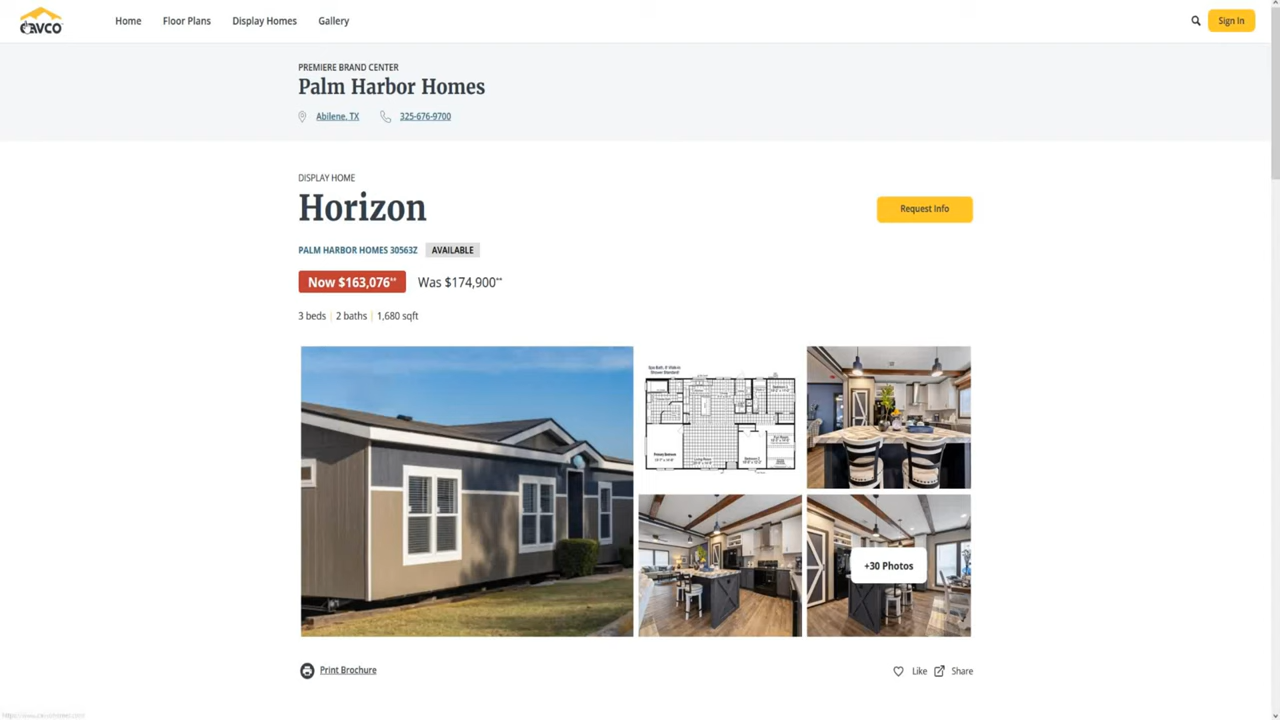 CAVCO
Home
Floor Plans
Display Homes
Gallery
Sign In
PREMIERE BRAND CENTER
Palm Harbor Homes
Abilene, TX
325-676-9700
DISPLAY HOME
Horizon
Request Info
PALM HARBOR HOMES 30563Z
AVAILABLE
Now $163,076**
Was $174,900**
3 beds | 2 baths | 1,680 sqft
+30 Photos
Print Brochure
Like
Share